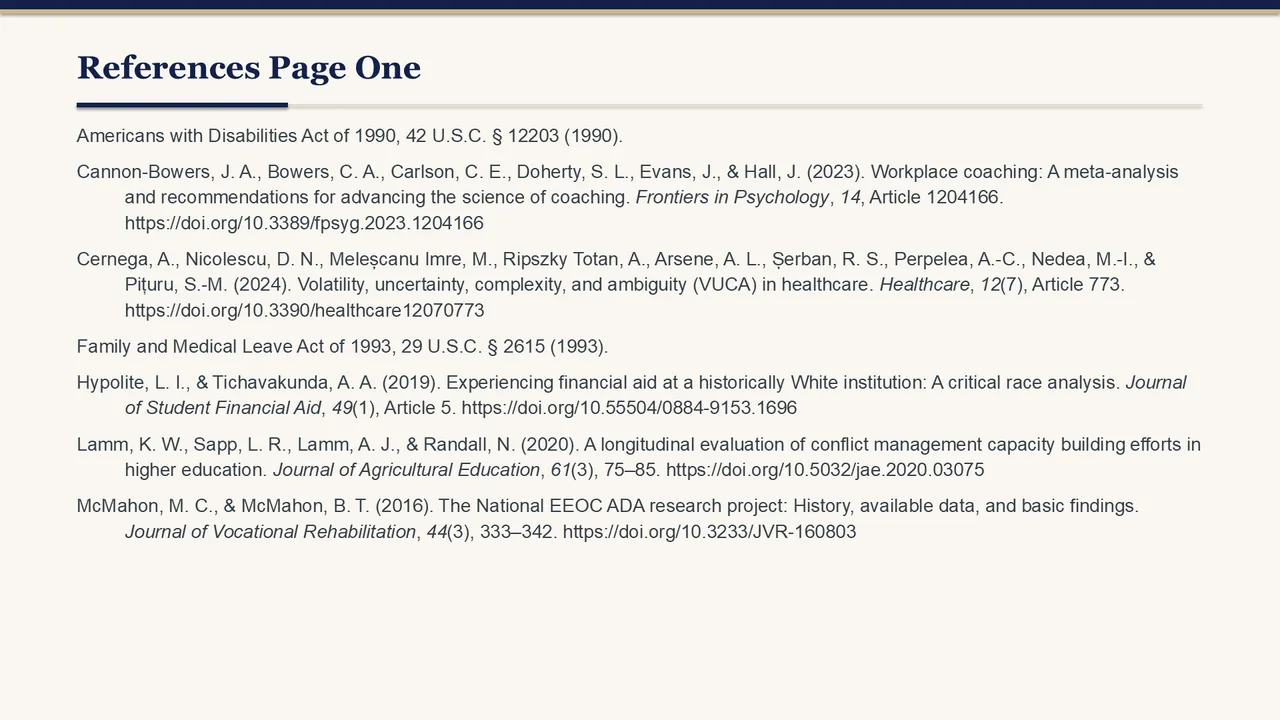 References Page One
Americans with Disabilities Act of 1990, 42 U.S.C. § 12203 (1990).
Cannon-Bowers, J. A., Bowers, C. A., Carlson, C. E., Doherty, S. L., Evans, J., & Hall, J. (2023). Workplace coaching: A meta-analysis
and recommendations for advancing the science of coaching. Frontiers in Psychology, 14, Article 1204166.
https://doi.org/10.3389/fpsyg.2023.1204166
Cernega, A., Nicolescu, D. N., Meleșcanu Imre, M., Ripszky Totan, A., Arsene, A. L., Șerban, R. S., Perpelea, A.-C., Nedea, M.-I., &
Pițuru, S.-M. (2024). Volatility, uncertainty, complexity, and ambiguity (VUCA) in healthcare. Healthcare, 12(7), Article 773.
https://doi.org/10.3390/healthcare12070773
Family and Medical Leave Act of 1993, 29 U.S.C. § 2615 (1993).
Hypolite, L. I., & Tichavakunda, A. A. (2019). Experiencing financial aid at a historically White institution: A critical race analysis. Journal
of Student Financial Aid, 49(1), Article 5. https://doi.org/10.55504/0884-9153.1696
Lamm, K. W., Sapp, L. R., Lamm, A. J., & Randall, N. (2020). A longitudinal evaluation of conflict management capacity building efforts in
higher education. Journal of Agricultural Education, 61(3), 75–85. https://doi.org/10.5032/jae.2020.03075
McMahon, M. C., & McMahon, B. T. (2016). The National EEOC ADA research project: History, available data, and basic findings.
Journal of Vocational Rehabilitation, 44(3), 333–342. https://doi.org/10.3233/JVR-160803